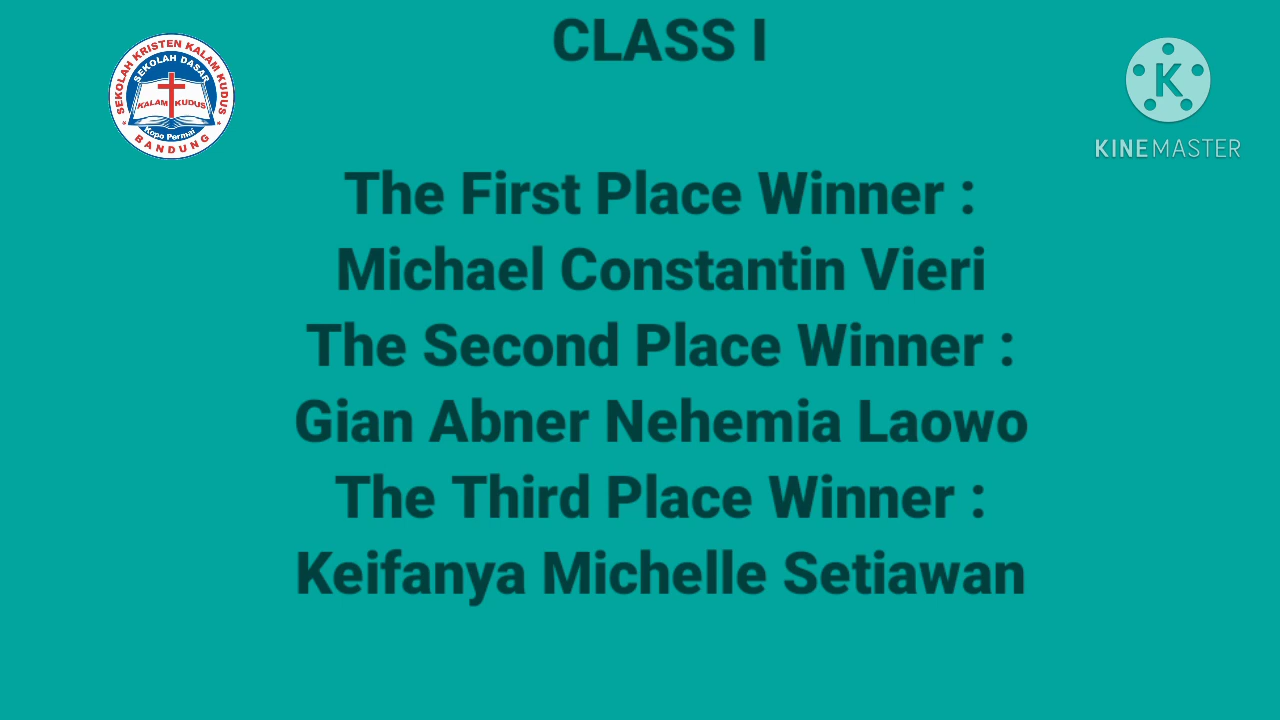 CLASS I
SEKOLAH KRISTEN KALAM KUDUS
SEKOLAH DASAR
KALAM KUDUS
Kopo Permai
* BANDUNG *
K
KINEMASTER
The First Place Winner :
Michael Constantin Vieri
The Second Place Winner :
Gian Abner Nehemia Laowo
The Third Place Winner :
Keifanya Michelle Setiawan